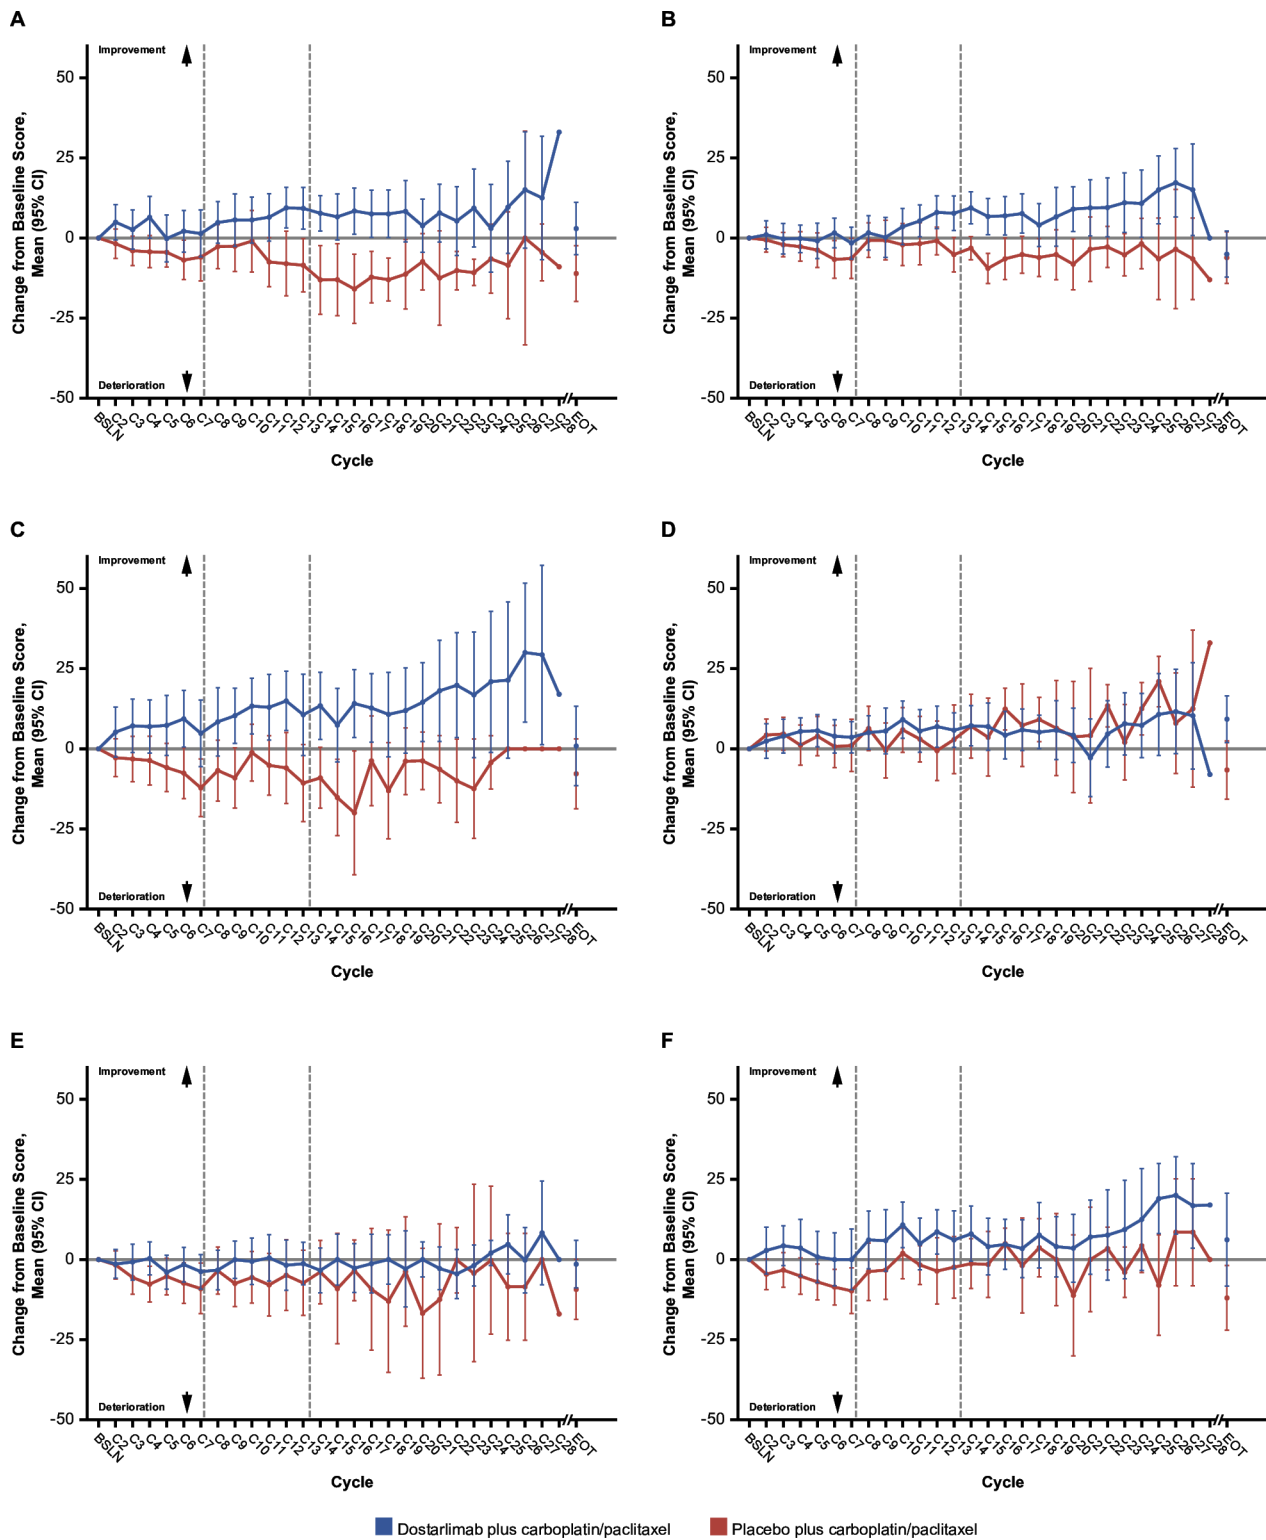 A
Improvement
50
25
0
-25
-50
Change from Baseline Score,
Mean (95% CI)
Deterioration
BSLN C2 C3 C4 C5 C6 C7 C8 C9 C10 C11 C12 C13 C14 C15 C16 C17 C18 C19 C20 C21 C22 C23 C24 C25 C26 C27 C28 EOT
Cycle
B
Improvement
50
25
0
-25
-50
Change from Baseline Score,
Mean (95% CI)
Deterioration
BSLN C2 C3 C4 C5 C6 C7 C8 C9 C10 C11 C12 C13 C14 C15 C16 C17 C18 C19 C20 C21 C22 C23 C24 C25 C26 C27 C28 EOT
Cycle
C
Improvement
50
25
0
-25
-50
Change from Baseline Score,
Mean (95% CI)
Deterioration
BSLN C2 C3 C4 C5 C6 C7 C8 C9 C10 C11 C12 C13 C14 C15 C16 C17 C18 C19 C20 C21 C22 C23 C24 C25 C26 C27 C28 EOT
Cycle
D
Improvement
50
25
0
-25
-50
Change from Baseline Score,
Mean (95% CI)
Deterioration
BSLN C2 C3 C4 C5 C6 C7 C8 C9 C10 C11 C12 C13 C14 C15 C16 C17 C18 C19 C20 C21 C22 C23 C24 C25 C26 C27 C28 EOT
Cycle
E
Improvement
50
25
0
-25
-50
Change from Baseline Score,
Mean (95% CI)
Deterioration
BSLN C2 C3 C4 C5 C6 C7 C8 C9 C10 C11 C12 C13 C14 C15 C16 C17 C18 C19 C20 C21 C22 C23 C24 C25 C26 C27 C28 EOT
Cycle
F
Improvement
50
25
0
-25
-50
Change from Baseline Score,
Mean (95% CI)
Deterioration
BSLN C2 C3 C4 C5 C6 C7 C8 C9 C10 C11 C12 C13 C14 C15 C16 C17 C18 C19 C20 C21 C22 C23 C24 C25 C26 C27 C28 EOT
Cycle
Dostarlimab plus carboplatin/paclitaxel
Placebo plus carboplatin/paclitaxel